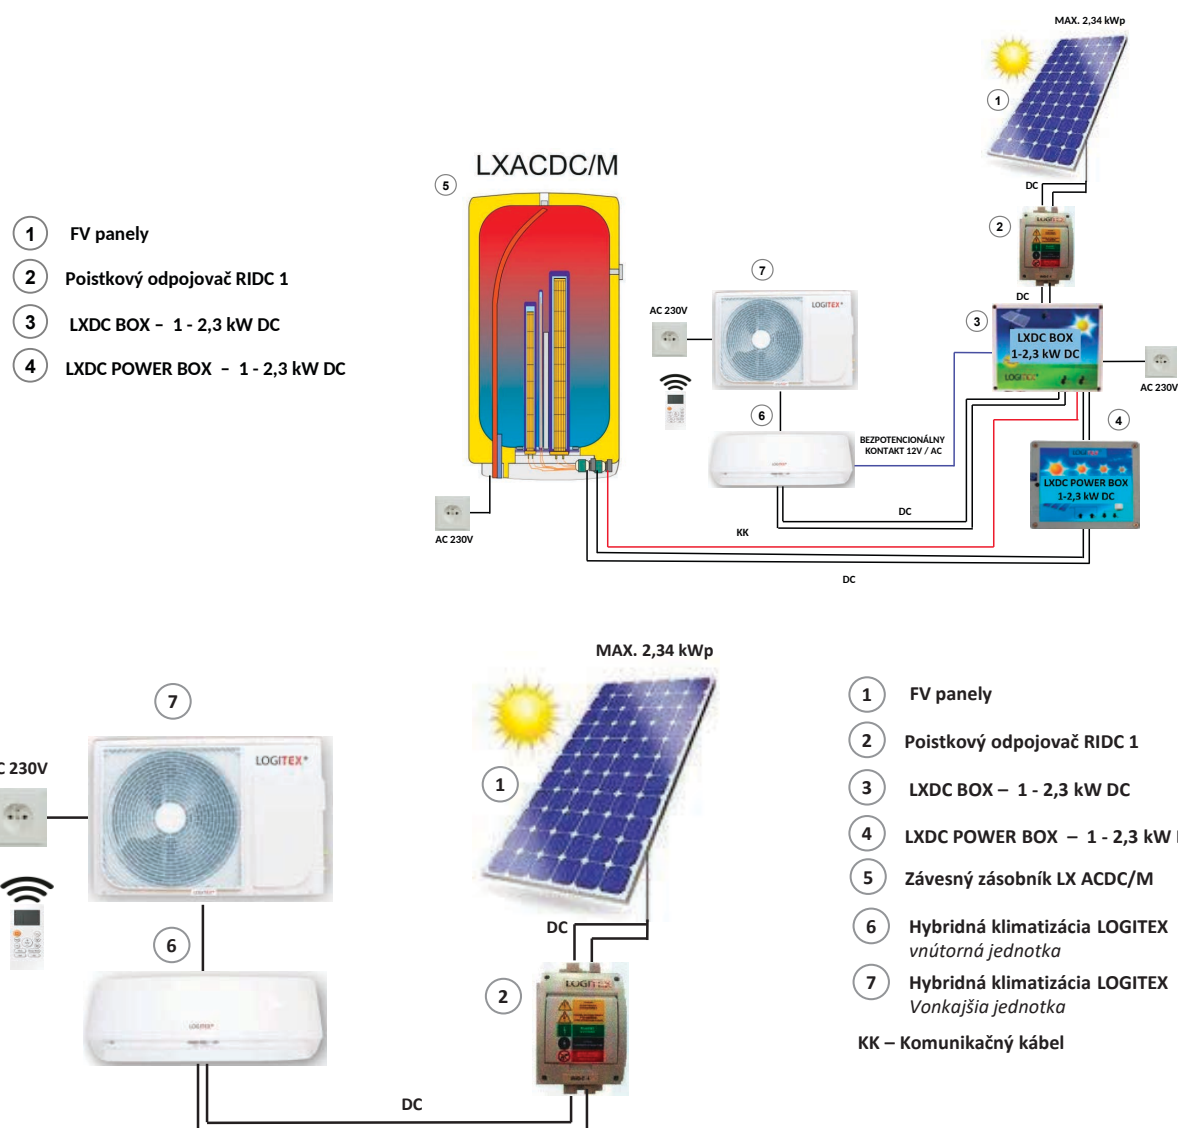 MAX. 2,34 kWp
1
DC
2
DC
LXACDC/M
5
1 FV panely
2 Poistkový odpojovač RIDC 1
3 LXDC BOX – 1 - 2,3 kW DC
4 LXDC POWER BOX – 1 - 2,3 kW DC
7
AC 230V
LOGITEX
6
BEZPOTENCIONÁLNY
KONTAKT 12V / AC
3
LXDC BOX
1-2,3 kW DC
LOGITEX
AC 230V
4
LOGITEX
LXDC POWER BOX
1-2,3 kW DC
DC
KK
DC
AC 230V
MAX. 2,34 kWp
7
C 230V
LOGITEX
1
6
LOGITEX
DC
2
LOGITEX
DC
1 FV panely
2 Poistkový odpojovač RIDC 1
3 LXDC BOX – 1 - 2,3 kW DC
4 LXDC POWER BOX – 1 - 2,3 kW
5 Závesný zásobník LX ACDC/M
6 Hybridná klimatizácia LOGITEX
vnútorná jednotka
7 Hybridná klimatizácia LOGITEX
Vonkajšia jednotka
KK – Komunikačný kábel